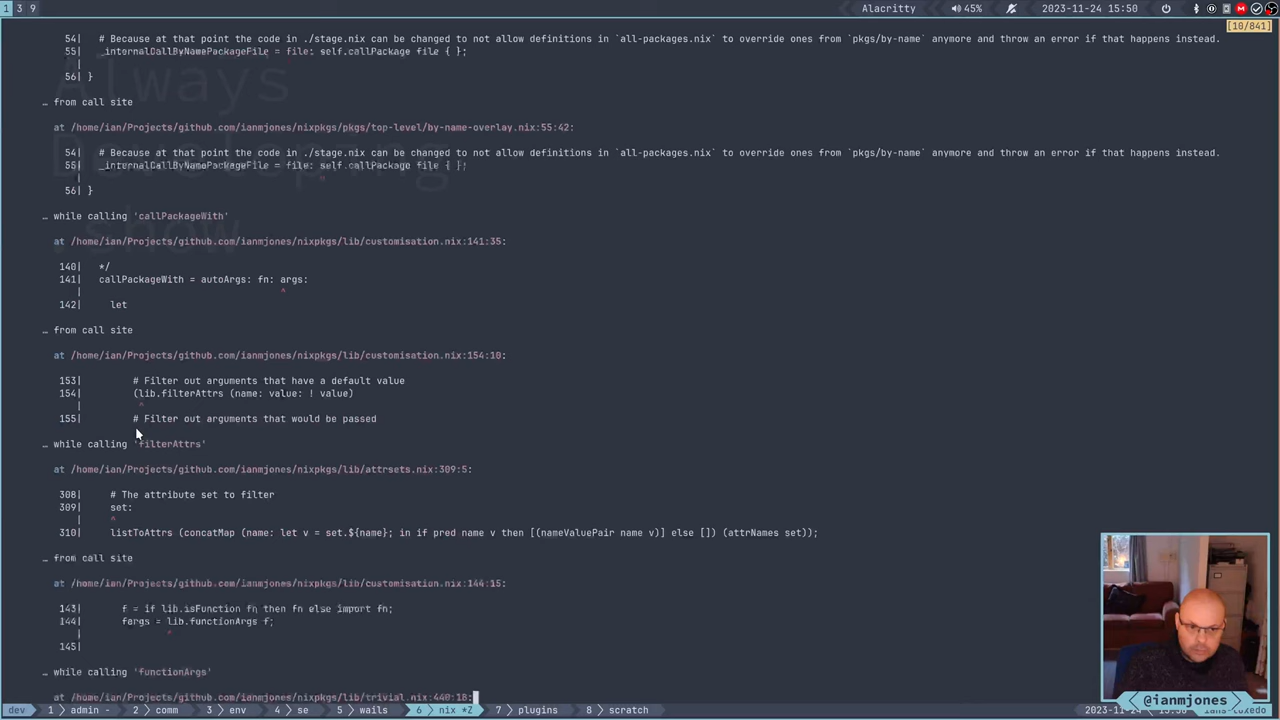 1 3 9
Alacritty
45%
2023-11-24 15:50
[10/841]
54| # Because at that point the code in ./stage.nix can be changed to not allow definitions in `all-packages.nix` to override ones from `pkgs/by-name` anymore and throw an error if that happens instead.
55| _internalCallByNamePackageFile = file: self.callPackage file { };
|
56| }
… from call site
at /home/ian/Projects/github.com/ianmjones/nixpkgs/pkgs/top-level/by-name-overlay.nix:55:42:
54| # Because at that point the code in ./stage.nix can be changed to not allow definitions in `all-packages.nix` to override ones from `pkgs/by-name` anymore and throw an error if that happens instead.
55| _internalCallByNamePackageFile = file: self.callPackage file { };
| ^
56| }
… while calling 'callPackageWith'
at /home/ian/Projects/github.com/ianmjones/nixpkgs/lib/customisation.nix:141:35:
140| */
141| callPackageWith = autoArgs: fn: args:
| ^
142| let
… from call site
at /home/ian/Projects/github.com/ianmjones/nixpkgs/lib/customisation.nix:154:10:
153| # Filter out arguments that have a default value
154| (lib.filterAttrs (name: value: ! value)
| ^
155| # Filter out arguments that would be passed
… while calling 'filterAttrs'
at /home/ian/Projects/github.com/ianmjones/nixpkgs/lib/attrsets.nix:309:5:
308| # The attribute set to filter
309| set:
| ^
310| listToAttrs (concatMap (name: let v = set.${name}; in if pred name v then [(nameValuePair name v)] else []) (attrNames set));
… from call site
at /home/ian/Projects/github.com/ianmjones/nixpkgs/lib/customisation.nix:144:15:
143| f = if lib.isFunction fn then fn else import fn;
144| fargs = lib.functionArgs f;
| ^
145|
… while calling 'functionArgs'
at /home/ian/Projects/github.com/ianmjones/nixpkgs/lib/trivial.nix:440:18:
Always
Developing
show
@ianmjones
dev 1 admin - 2 comm 3 env 4 se 5 wails 6 nix *Z 7 plugins 8 scratch